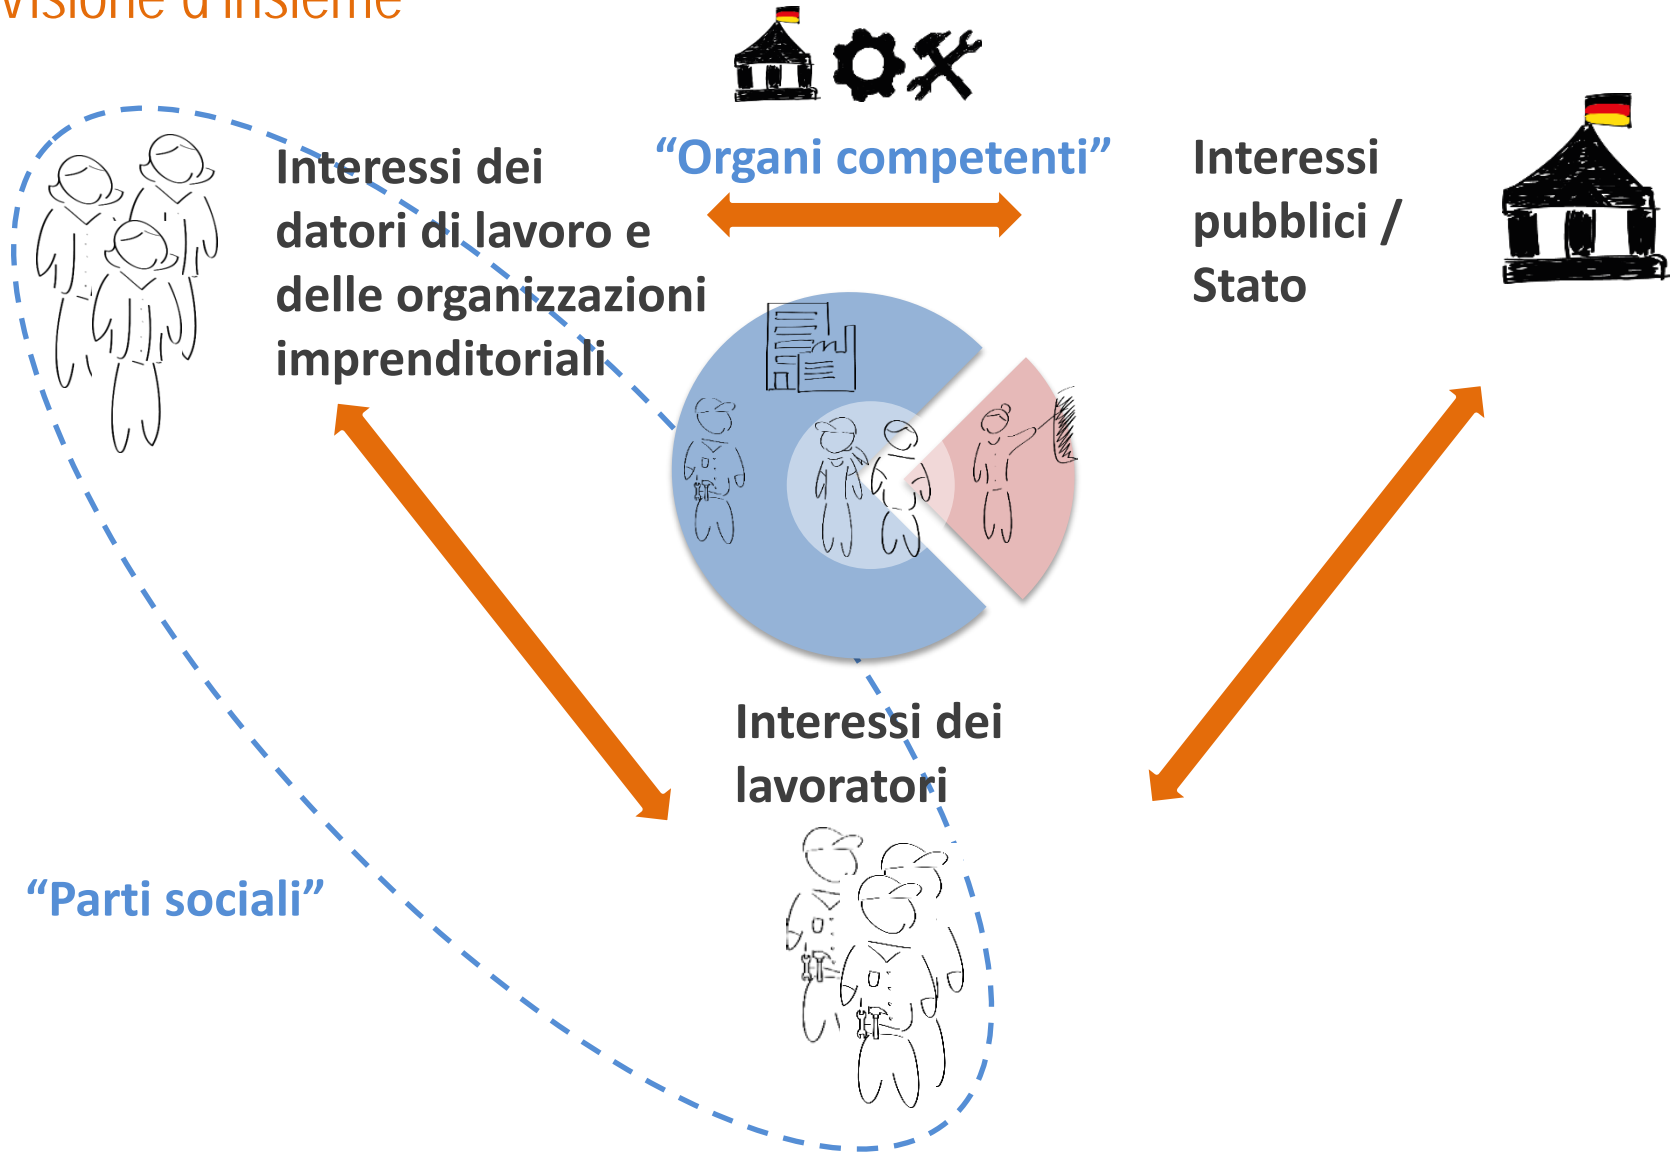 Visione d'insieme
“Organi competenti”
Interessi dei
datori di lavoro e
delle organizzazioni
imprenditoriali
Interessi
pubblici /
Stato
Interessi dei
lavoratori
“Parti sociali”